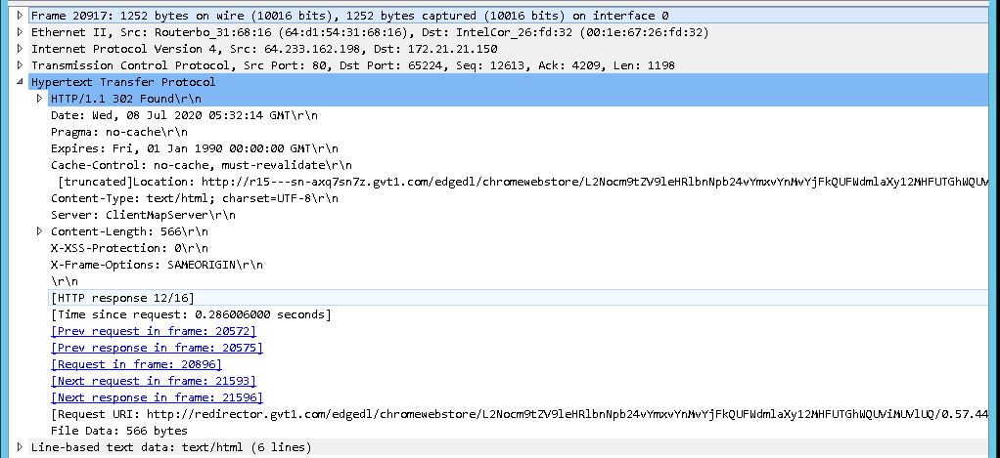 Frame 20917: 1252 bytes on wire (10016 bits), 1252 bytes captured (10016 bits) on interface 0
Ethernet II, Src: Routerbo_31:68:16 (64:d1:54:31:68:16), Dst: IntelCor_26:fd:32 (00:1e:67:26:fd:32)
Internet Protocol Version 4, Src: 64.233.162.198, Dst: 172.21.21.150
Transmission Control Protocol, Src Port: 80, Dst Port: 65224, Seq: 12613, Ack: 4209, Len: 1198
Hypertext Transfer Protocol
HTTP/1.1 302 Found\r\n
Date: Wed, 08 Jul 2020 05:32:14 GMT\r\n
Pragma: no-cache\r\n
Expires: Fri, 01 Jan 1990 00:00:00 GMT\r\n
Cache-Control: no-cache, must-revalidate\r\n
[truncated]Location: http://r15---sn-axq7sn7z.gvt1.com/edgedl/chromewebstore/L2Nocm9tZV9leHRlbnNpb24vYmxvYnMvYjFkQUFWdmlaXy12MHFUTGhWQUV
Content-Type: text/html; charset=UTF-8\r\n
Server: ClientMapServer\r\n
Content-Length: 566\r\n
X-XSS-Protection: 0\r\n
X-Frame-Options: SAMEORIGIN\r\n
\r\n
[HTTP response 12/16]
[Time since request: 0.286006000 seconds]
[Prev request in frame: 20572]
[Prev response in frame: 20575]
[Request in frame: 20896]
[Next request in frame: 21593]
[Next response in frame: 21596]
[Request URI: http://redirector.gvt1.com/edgedl/chromewebstore/L2Nocm9tZV9leHRlbnNpb24vYmxvYnMvYjFkQUFWdmlaXy12MHFUTGhWQUViMUVlUQ/0.57.44
File Data: 566 bytes
Line-based text data: text/html (6 lines)